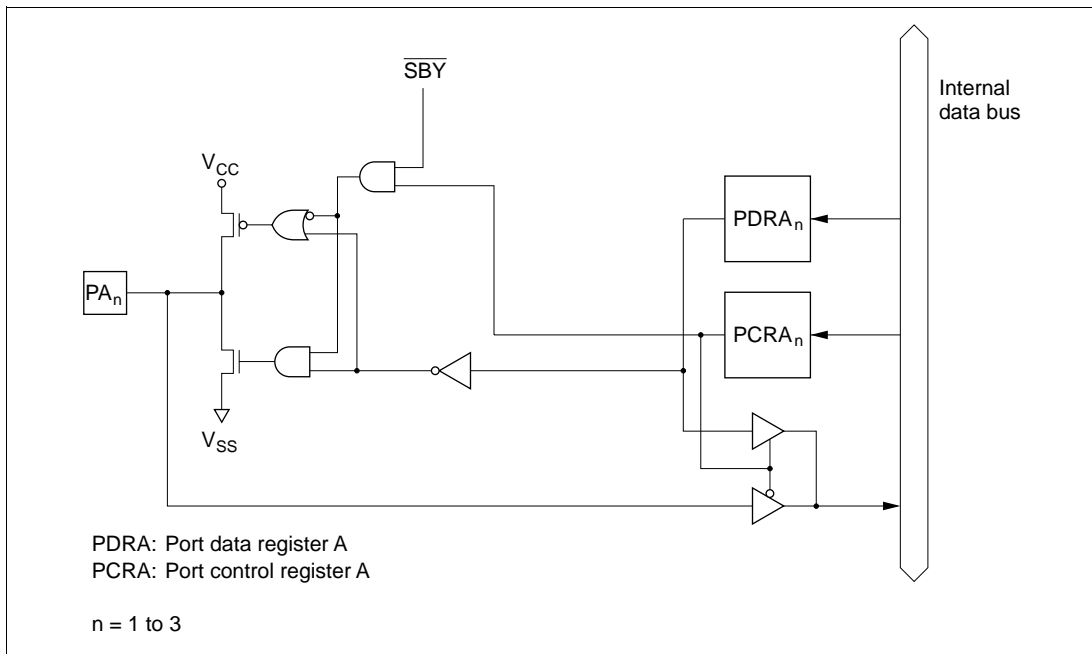 SBY
Internal
data bus
VCC
PDRAn
PAn
PCRAn
VSS
PDRA: Port data register A
PCRA: Port control register A
n = 1 to 3